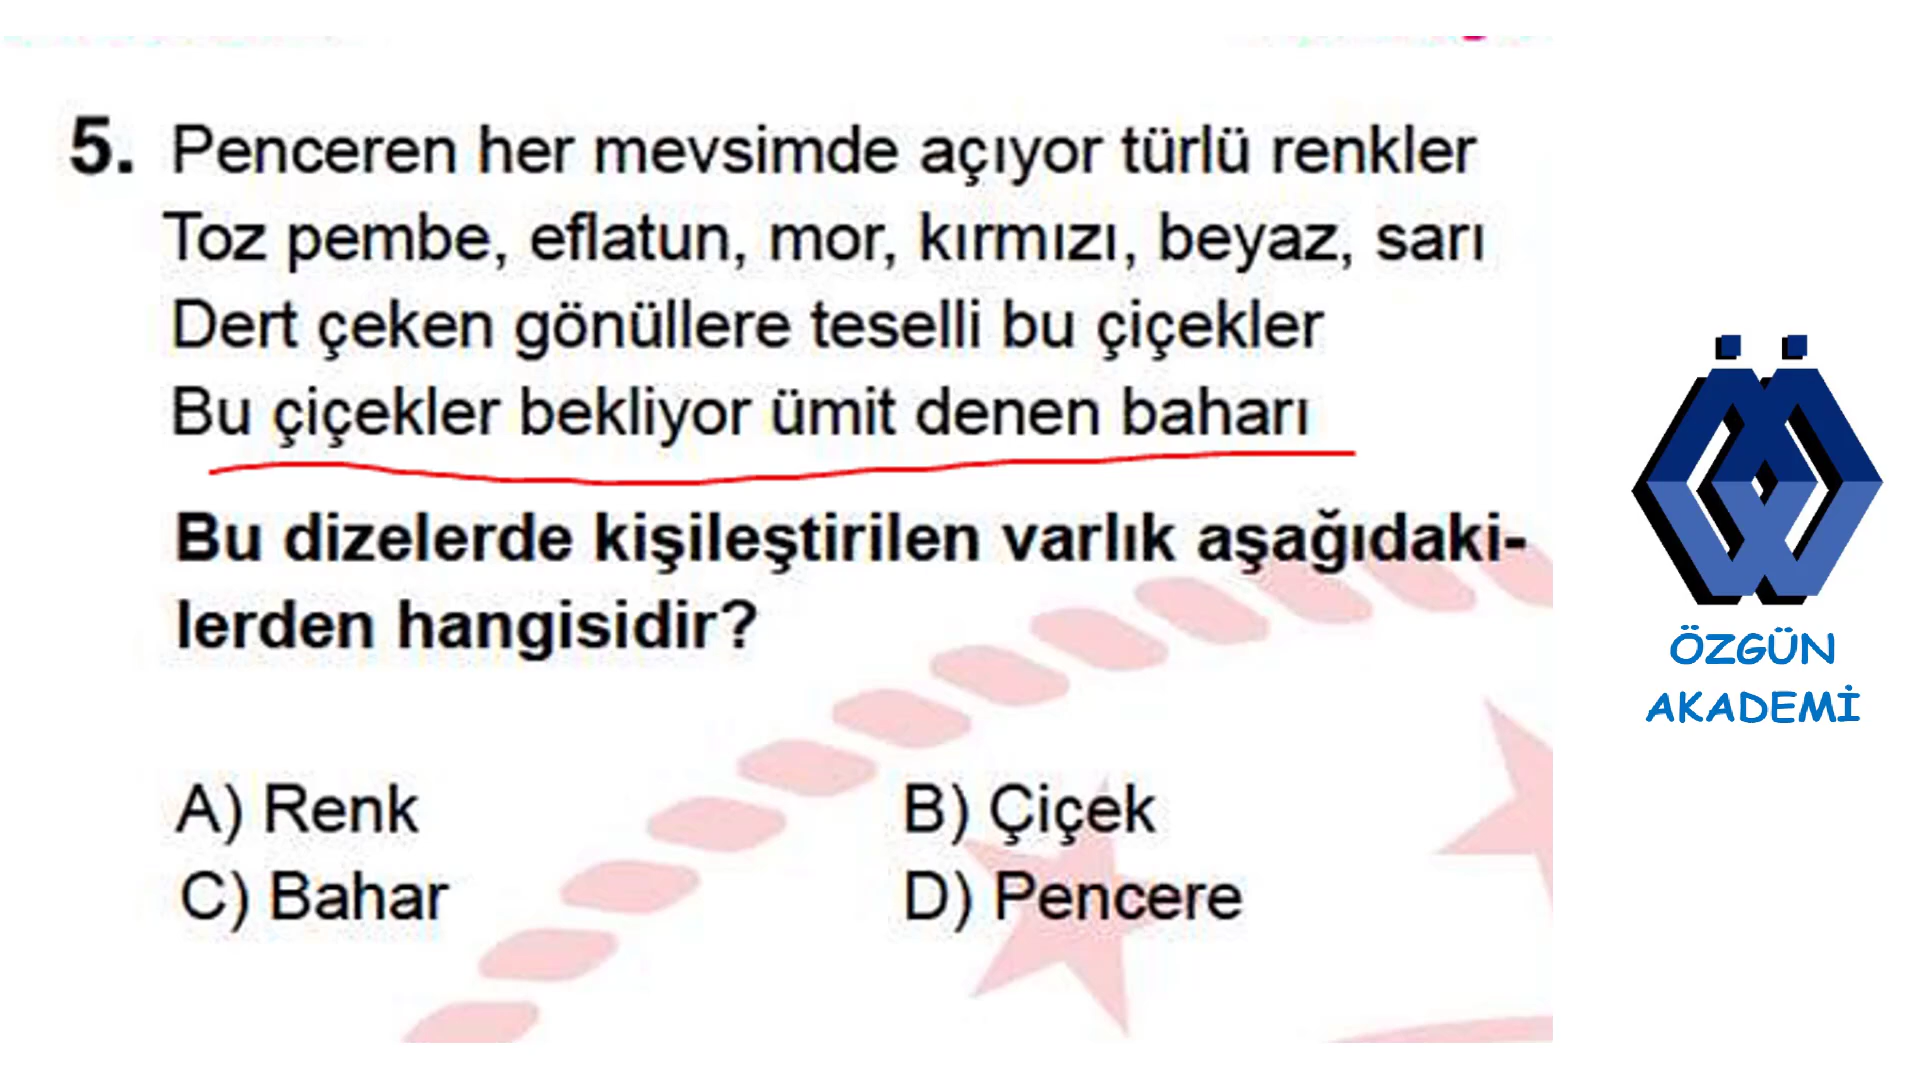 5. Penceren her mevsimde açıyor türlü renkler
Toz pembe, eflatun, mor, kırmızı, beyaz, sarı
Dert çeken gönüllere teselli bu çiçekler
Bu çiçekler bekliyor ümit denen baharı
Bu dizelerde kişileştirilen varlık aşağıdaki-
lerden hangisidir?
A) Renk
B) Çiçek
C) Bahar
D) Pencere
ÖZGÜN
AKADEMİ